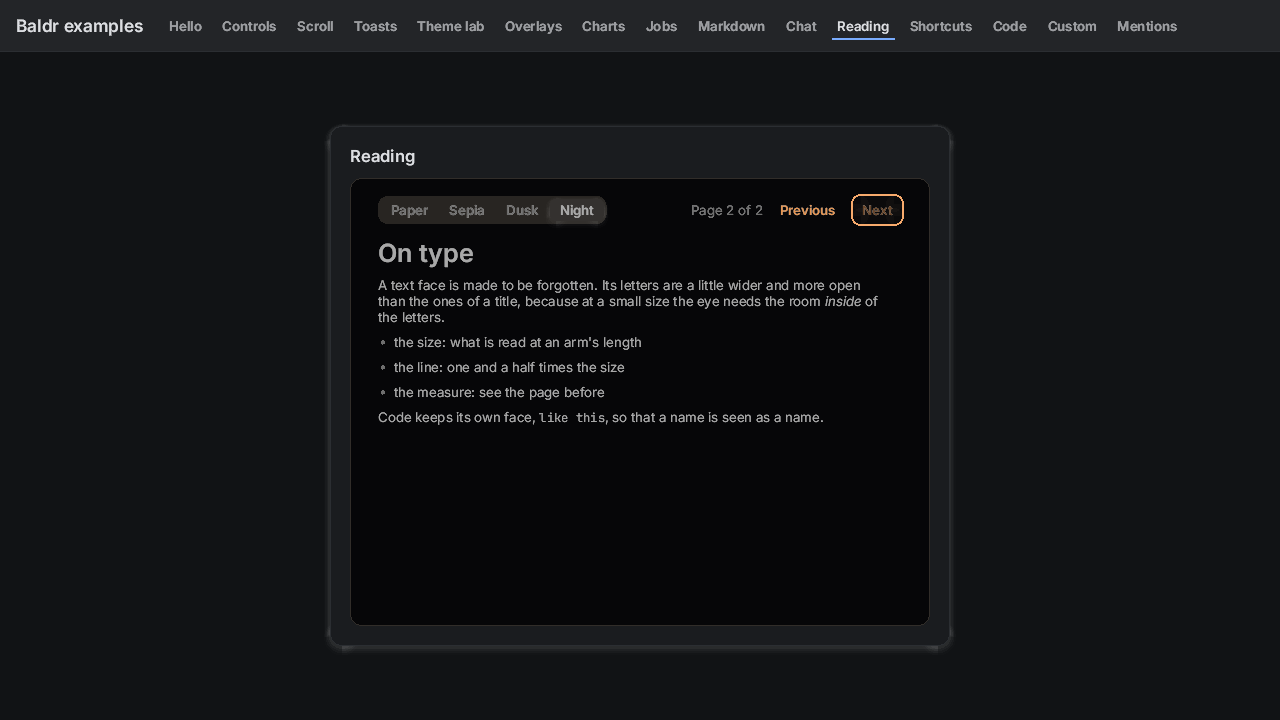 Baldr examples Hello Controls Scroll Toasts Theme lab Overlays Charts Jobs Markdown Chat Reading Shortcuts Code Custom Mentions
Reading
Paper Sepia Dusk Night Page 2 of 2 Previous Next
On type
A text face is made to be forgotten. Its letters are a little wider and more open
than the ones of a title, because at a small size the eye needs the room inside of
the letters.
• the size: what is read at an arm's length
• the line: one and a half times the size
• the measure: see the page before
Code keeps its own face, like this, so that a name is seen as a name.